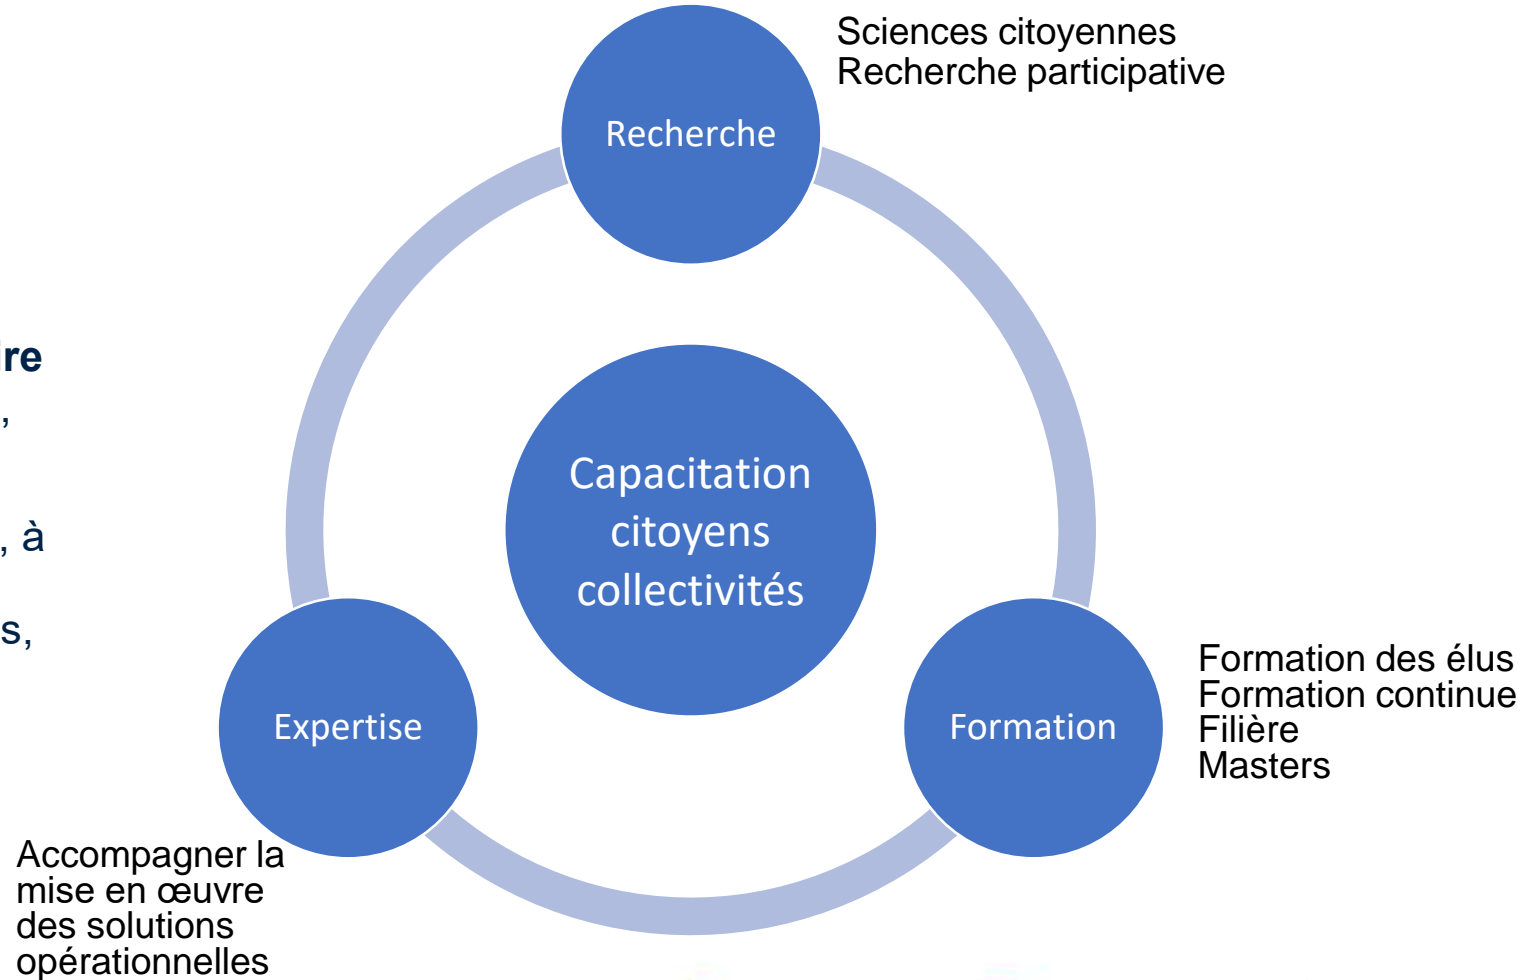 Sciences citoyennes
Recherche participative
Recherche
ire
,
, à
s,
Capacitation
citoyens
collectivités
Expertise
Formation
Formation des élus
Formation continue
Filière
Masters
Accompagner la
mise en œuvre
des solutions
opérationnelles